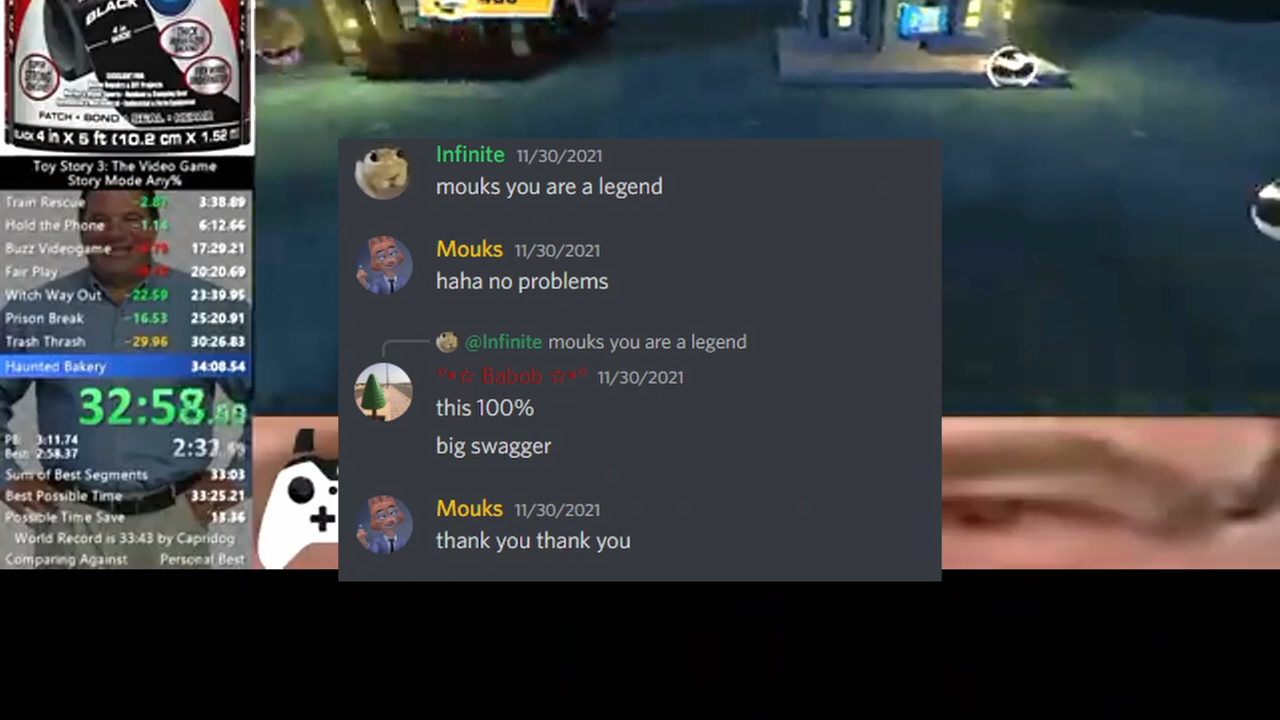 BLACK
PATCH • BOND • SEAL • REPAIR
BLACK 4 in X 5 ft (10.2 cm X 1.52
Toy Story 3: The Video Game
Story Mode Any%
Train Rescue -2.87 3:38.89
Hold the Phone -1.14 6:12.66
Buzz Videogame 17:29.21
Fair Play 20:20.69
Witch Way Out -22.59 23:39.95
Prison Break -16.53 25:20.91
Trash Thrash -29.96 30:26.83
Haunted Bakery 34:08.54
32:58
PB: 3:11.74
Best: 2:58.37
Sum of Best Segments 33:03
Best Possible Time 33:25.21
Possible Time Save 13.36
World Record is 33:43 by Capridog
Comparing Against Personal Best
Infinite 11/30/2021
mouks you are a legend
Mouks 11/30/2021
haha no problems
@Infinite mouks you are a legend
°•☆ Babob ☆•° 11/30/2021
this 100%
big swagger
Mouks 11/30/2021
thank you thank you